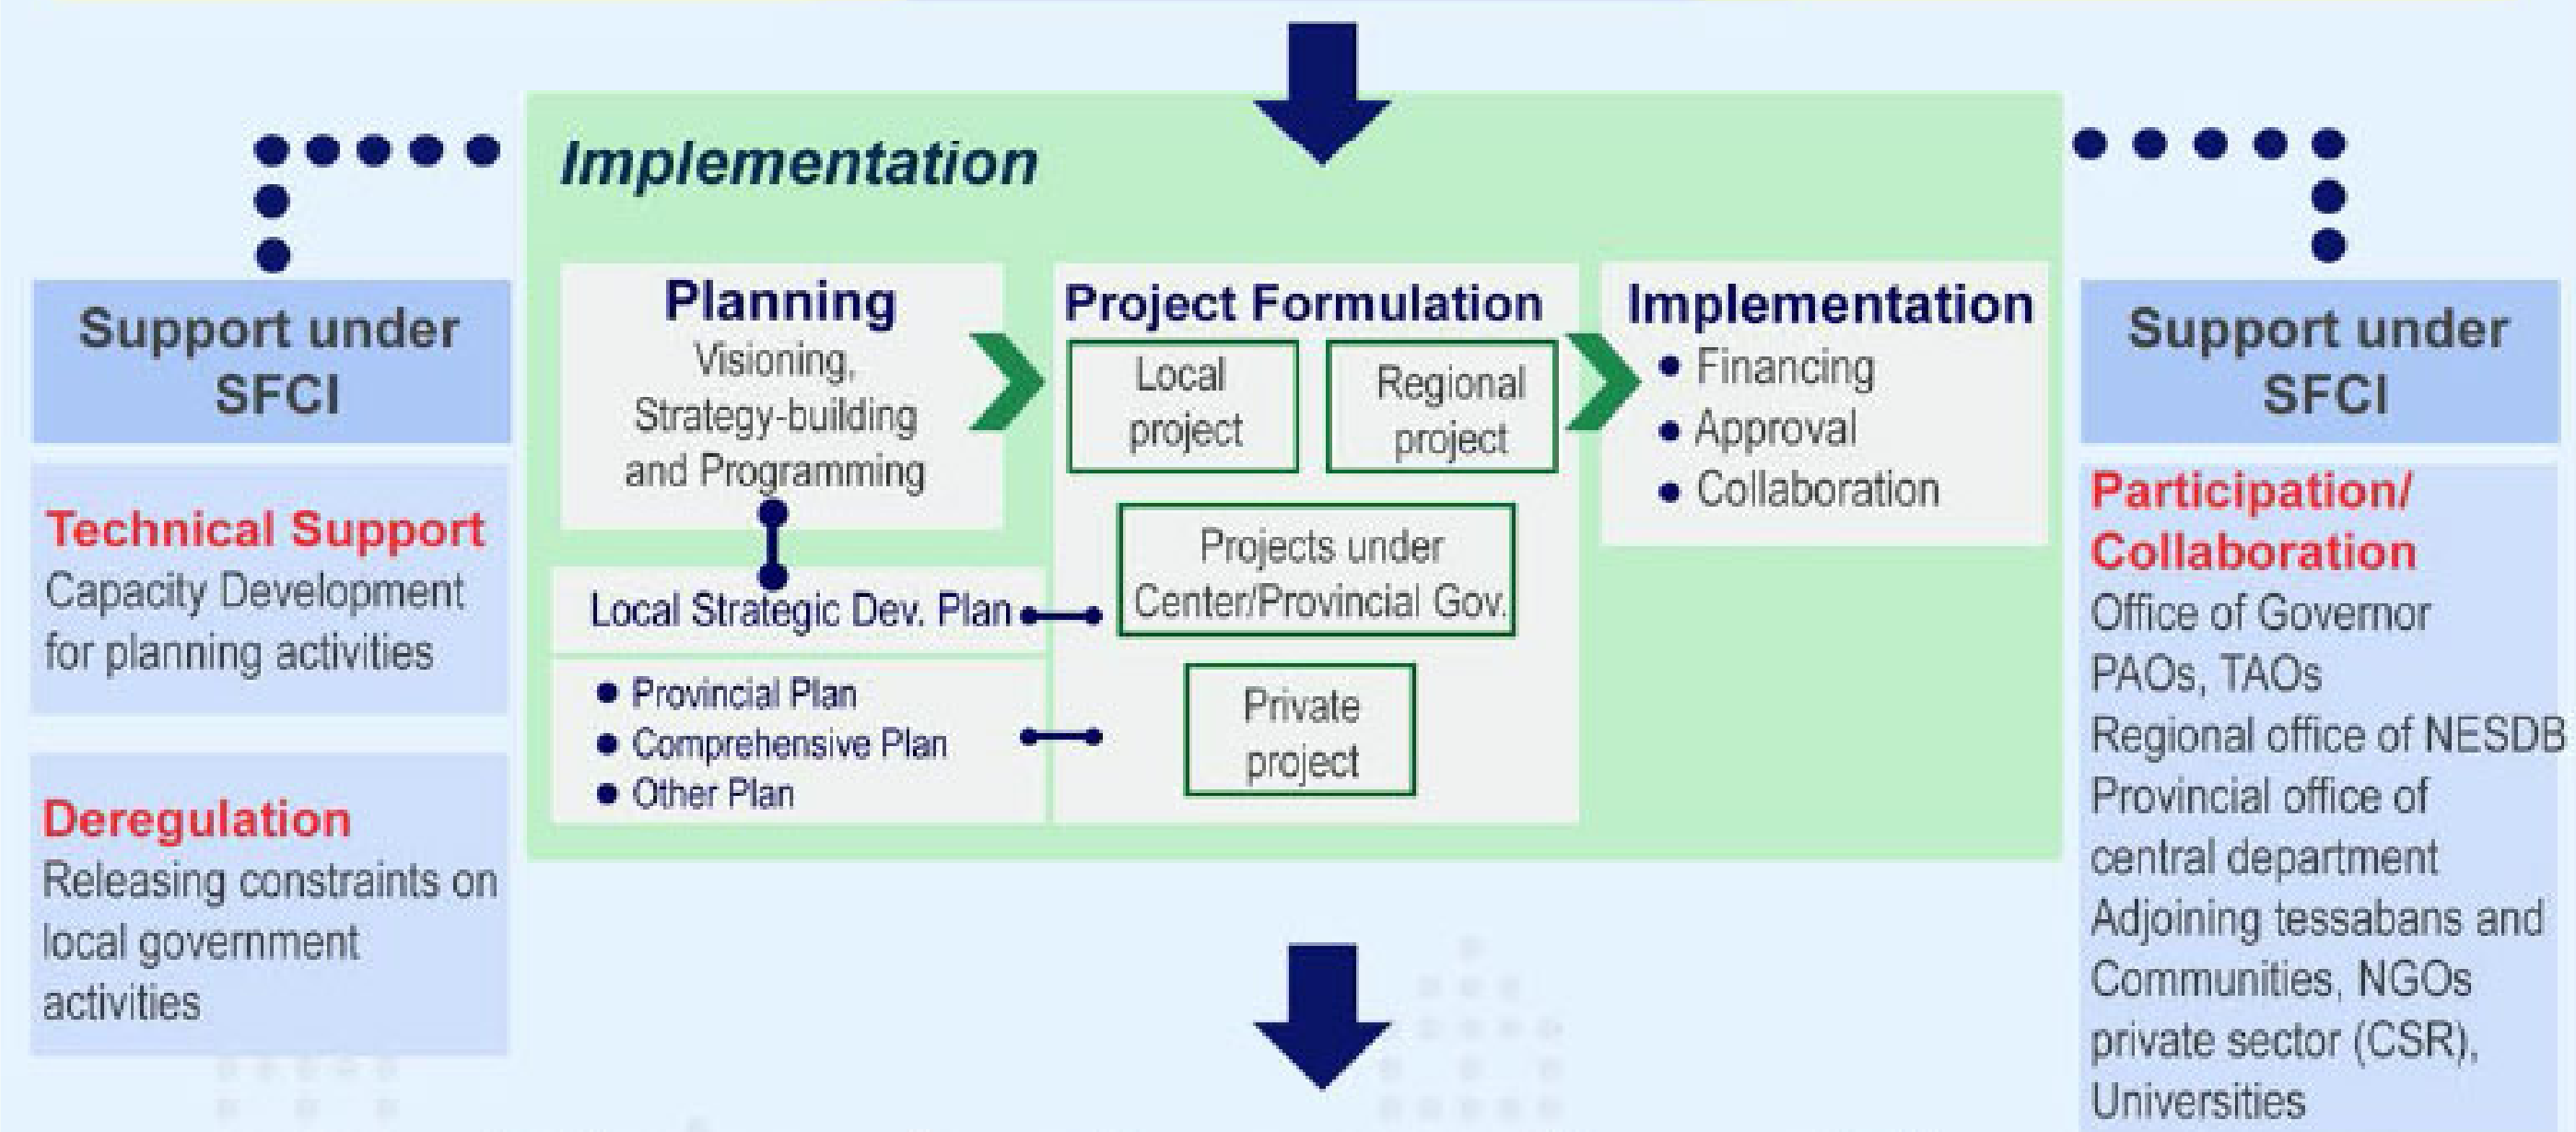 Implementation
Support under
SFCI
Technical Support
Capacity Development
for planning activities
Deregulation
Releasing constraints on
local government
activities
Planning
Visioning,
Strategy-building
and Programming
Local Strategic Dev. Plan
Provincial Plan
Comprehensive Plan
Other Plan
Project Formulation
Local
project
Regional
project
Projects under
Center/Provincial Gov.
Private
project
Implementation
Financing
Approval
Collaboration
Support under
SFCI
Participation/
Collaboration
Office of Governor
PAOs, TAOs
Regional office of NESDB
Provincial office of
central department
Adjoining tessabans and
Communities, NGOs
private sector (CSR),
Universities